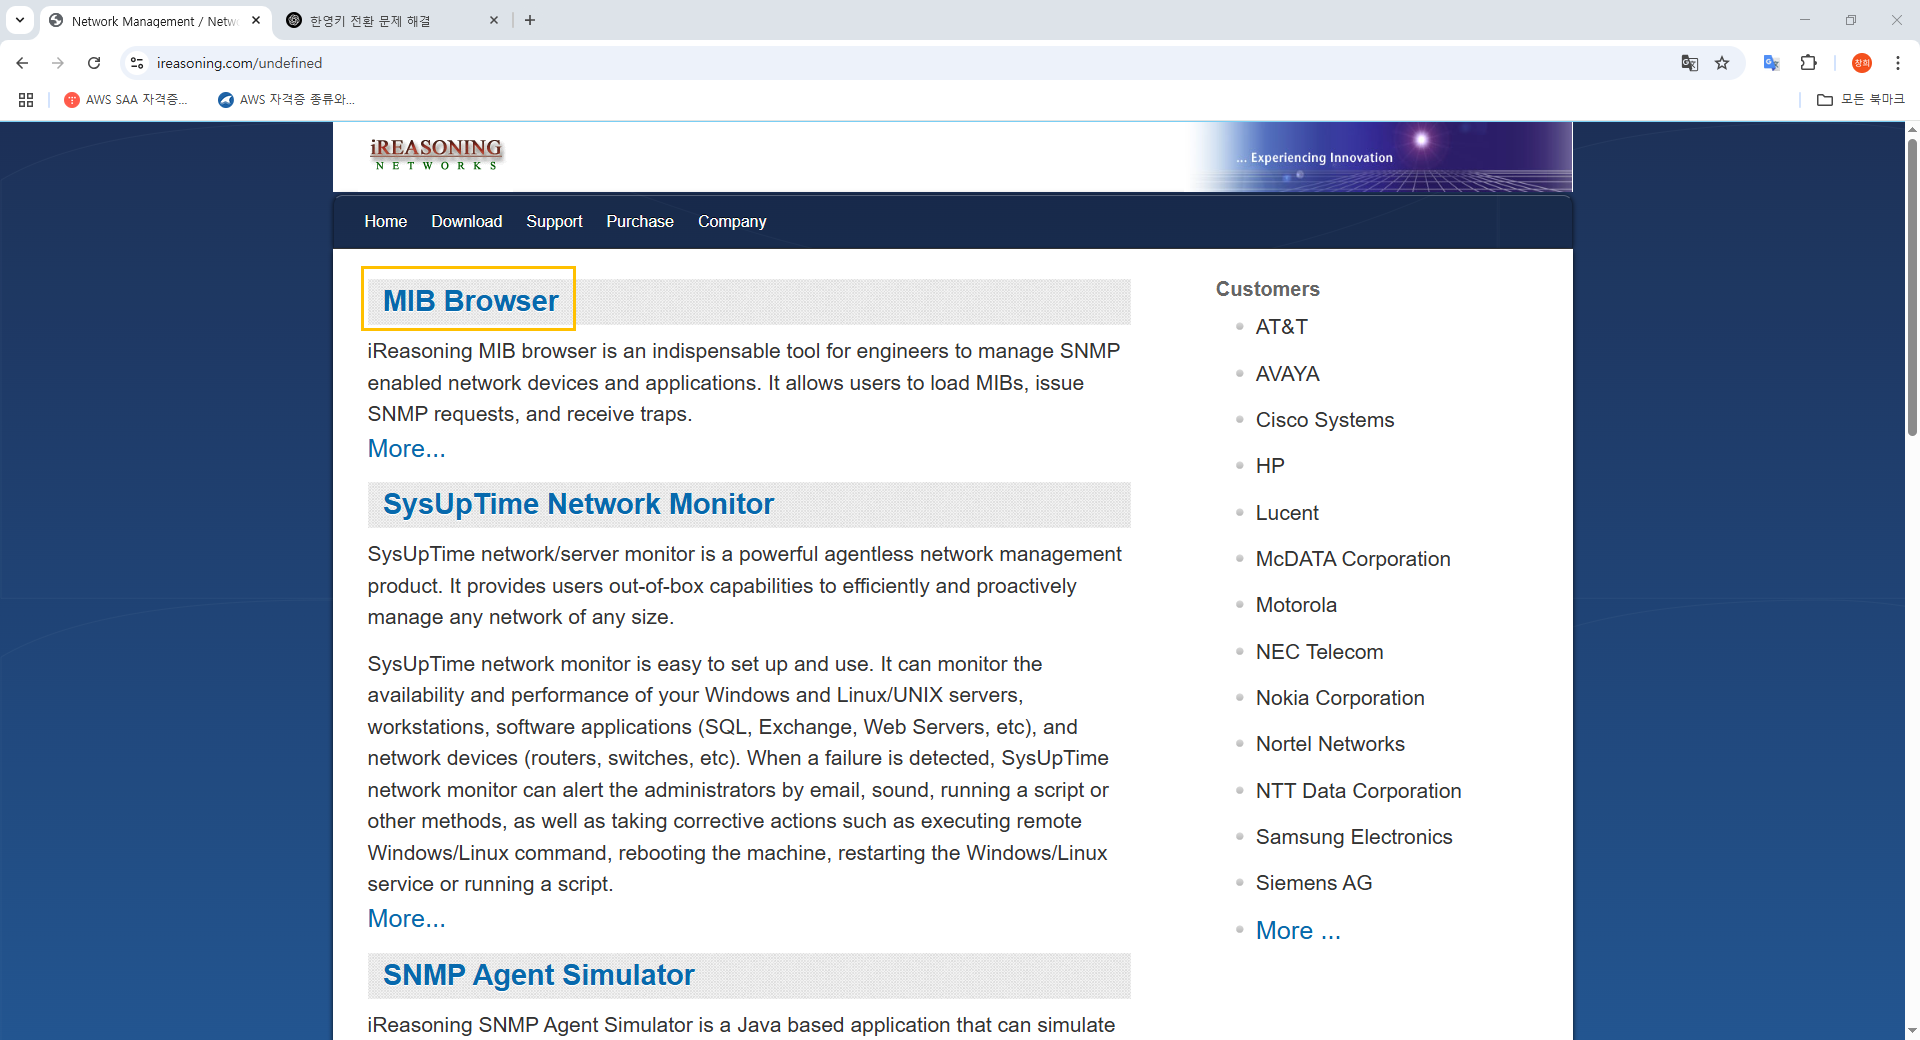 Network Management / Netw
한영키 전환 문제 해결
ireasoning.com/undefined
창희
AWS SAA 자격증...
AWS 자격증 종류와...
모든 북마크
iREASONING
NETWORKS
... Experiencing Innovation
Home Download Support Purchase Company
MIB Browser
iReasoning MIB browser is an indispensable tool for engineers to manage SNMP
enabled network devices and applications. It allows users to load MIBs, issue
SNMP requests, and receive traps.
More...
SysUpTime Network Monitor
SysUpTime network/server monitor is a powerful agentless network management
product. It provides users out-of-box capabilities to efficiently and proactively
manage any network of any size.
SysUpTime network monitor is easy to set up and use. It can monitor the
availability and performance of your Windows and Linux/UNIX servers,
workstations, software applications (SQL, Exchange, Web Servers, etc), and
network devices (routers, switches, etc). When a failure is detected, SysUpTime
network monitor can alert the administrators by email, sound, running a script or
other methods, as well as taking corrective actions such as executing remote
Windows/Linux command, rebooting the machine, restarting the Windows/Linux
service or running a script.
More...
SNMP Agent Simulator
iReasoning SNMP Agent Simulator is a Java based application that can simulate
Customers
AT&T
AVAYA
Cisco Systems
HP
Lucent
McDATA Corporation
Motorola
NEC Telecom
Nokia Corporation
Nortel Networks
NTT Data Corporation
Samsung Electronics
Siemens AG
More ...